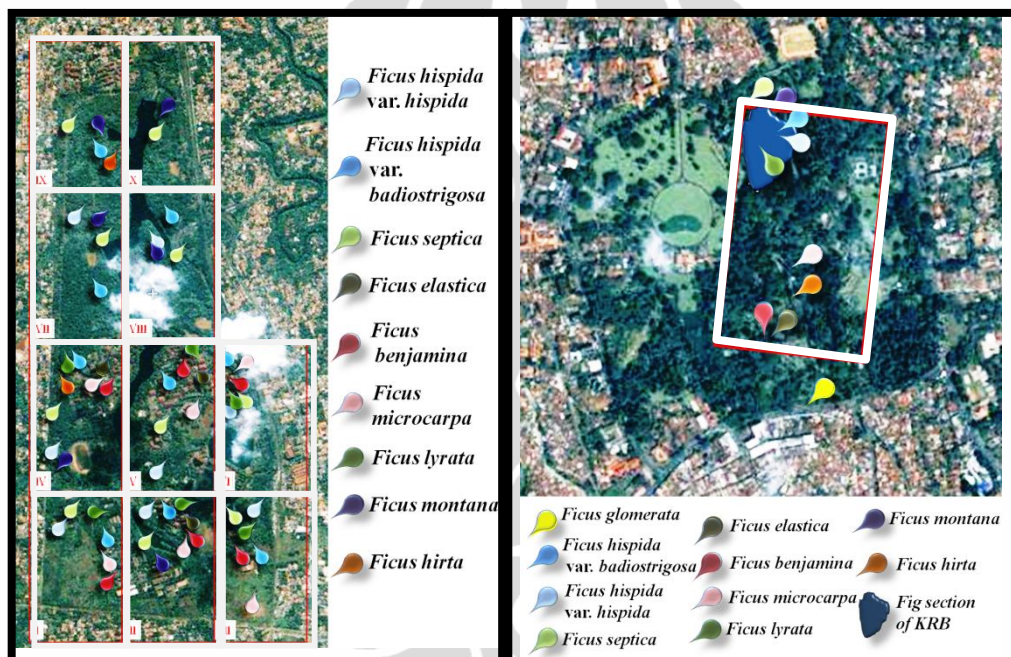 Ficus hispida
var. hispida
Ficus hispida
var.
badiostrigosa
Ficus septica
Ficus elastica
Ficus
benjamina
Ficus
microcarpa
Ficus lyrata
Ficus montana
Ficus hirta
IX
X
VII
VIII
IV
V
Ficus glomerata
Ficus hispida
var. badiostrigosa
Ficus hispida
var. hispida
Ficus septica
Ficus elastica
Ficus benjamina
Ficus microcarpa
Ficus lyrata
Ficus montana
Ficus hirta
Fig section
of KRB